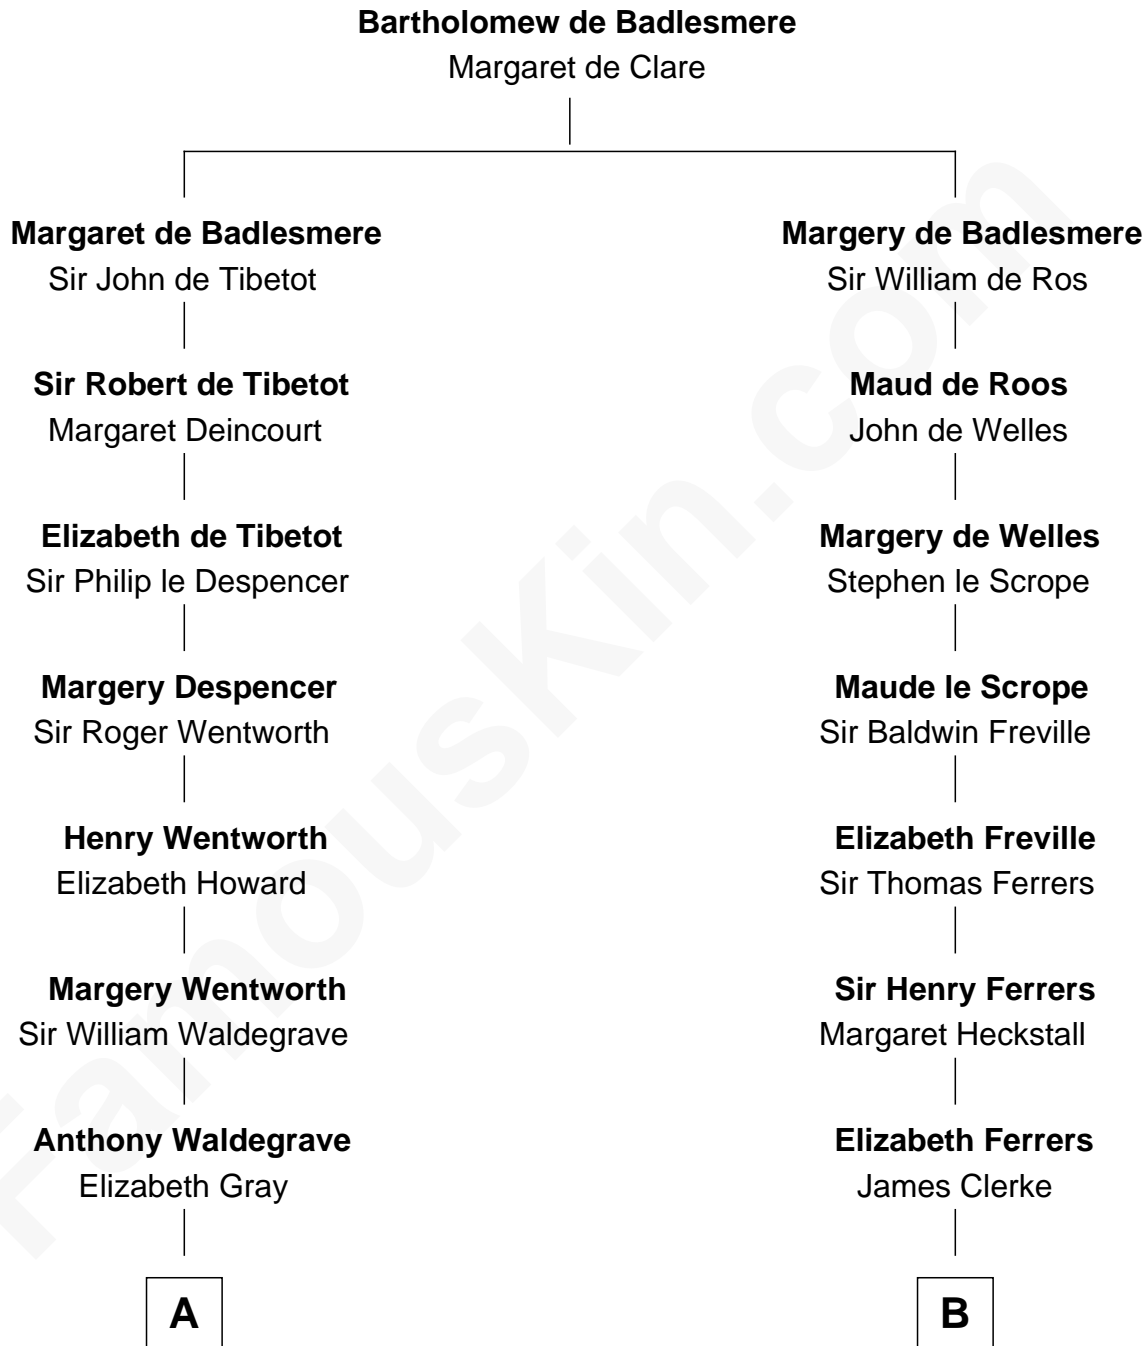 Bartholomew de Badlesmere
Margaret de Clare
Margaret de Badlesmere
Sir John de Tibetot
Margery de Badlesmere
Sir William de Ros
Sir Robert de Tibetot
Margaret Deincourt
Maud de Roos
John de Welles
Elizabeth de Tibetot
Sir Philip le Despencer
Margery de Welles
Stephen le Scrope
Margery Despencer
Sir Roger Wentworth
Maude le Scrope
Sir Baldwin Freville
Henry Wentworth
Elizabeth Howard
Elizabeth Freville
Sir Thomas Ferrers
Margery Wentworth
Sir William Waldegrave
Sir Henry Ferrers
Margaret Heckstall
Anthony Waldegrave
Elizabeth Gray
Elizabeth Ferrers
James Clerke
A
B
FamousKin.com